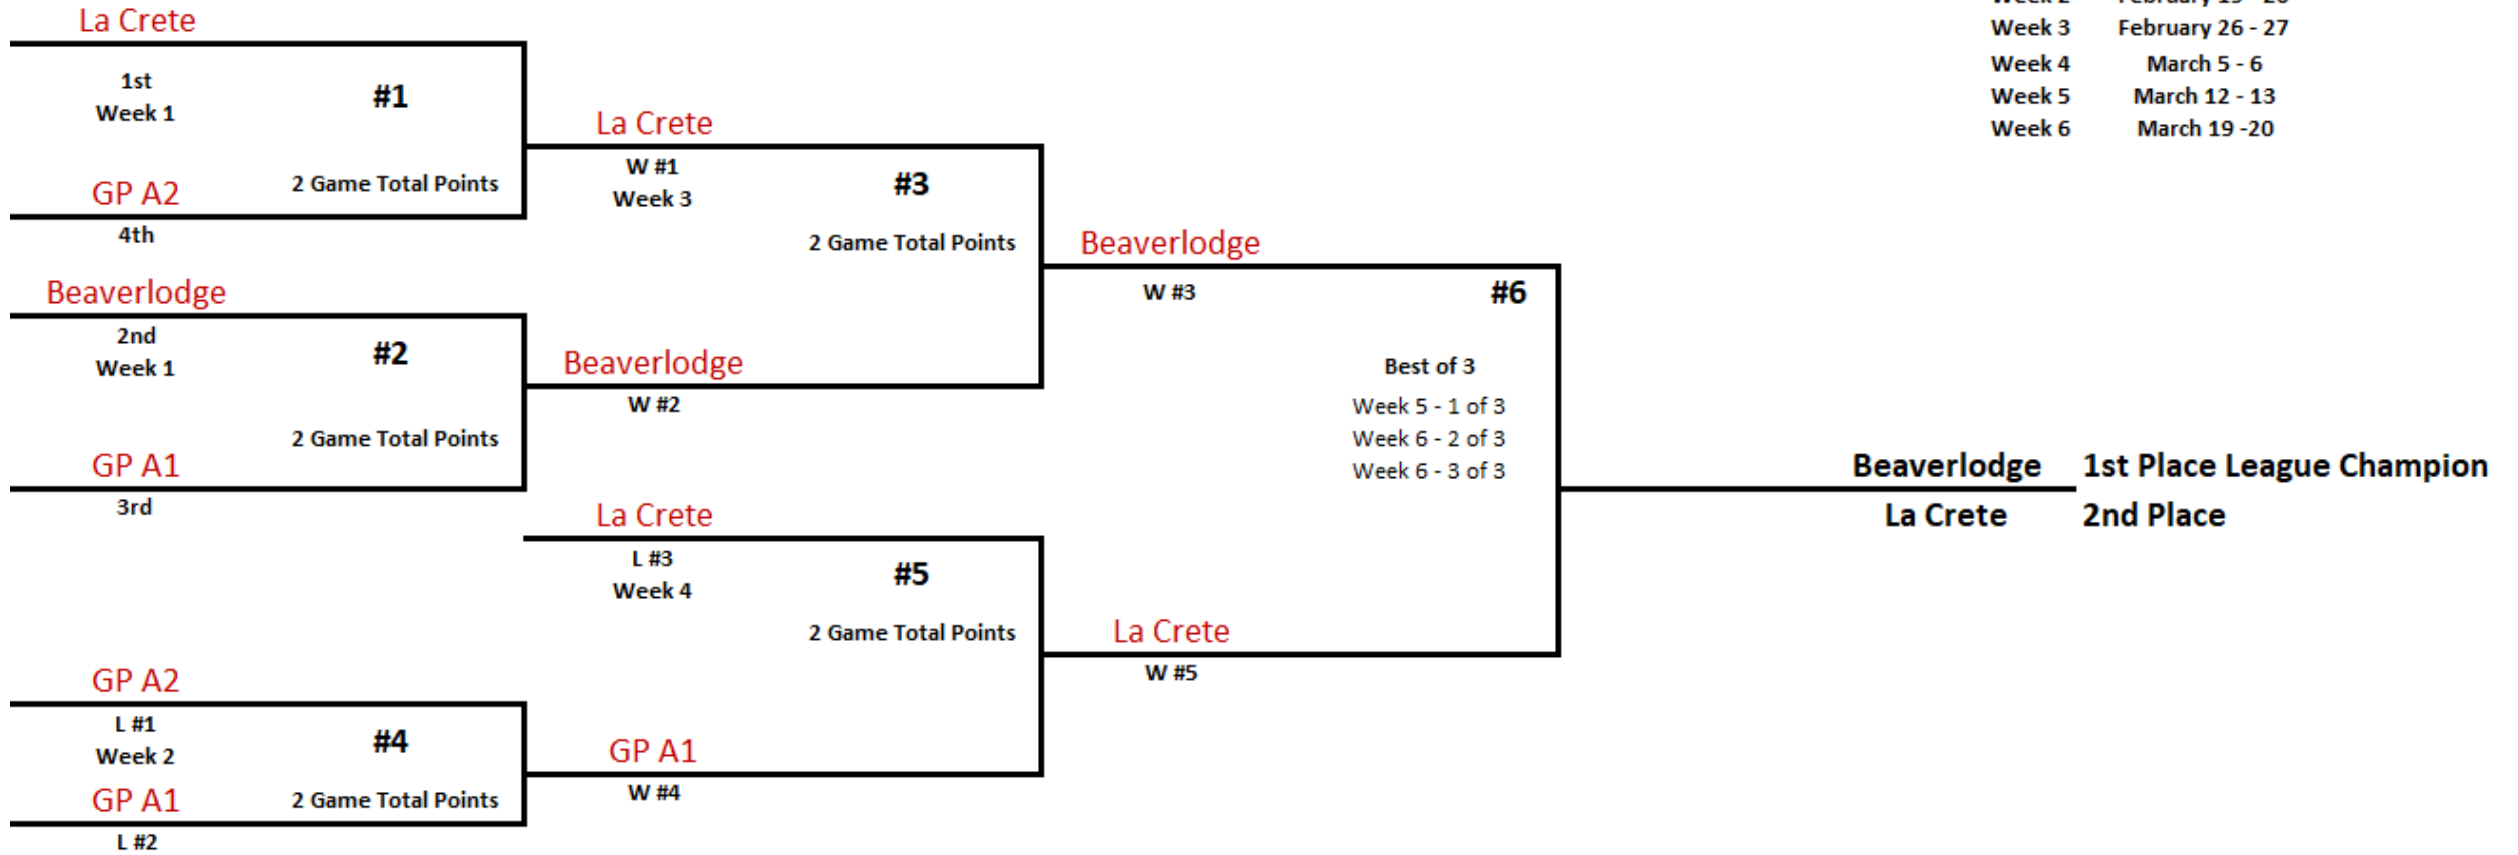 La Crete
1st
Week 1
#1
2 Game Total Points
GP A2
4th
Beaverlodge
2nd
Week 1
#2
2 Game Total Points
GP A1
3rd
La Crete
W #1
Week 3
#3
2 Game Total Points
Beaverlodge
W #2
La Crete
L #3
Week 4
#5
2 Game Total Points
GP A2
L #1
Week 2
#4
GP A1
2 Game Total Points
L #2
GP A1
W #4
Beaverlodge
W #3
#6
Best of 3
Week 5 - 1 of 3
Week 6 - 2 of 3
Week 6 - 3 of 3
La Crete
W #5
Beaverlodge 1st Place League Champion
La Crete 2nd Place
Week 3 February 26 - 27
Week 4 March 5 - 6
Week 5 March 12 - 13
Week 6 March 19 -20